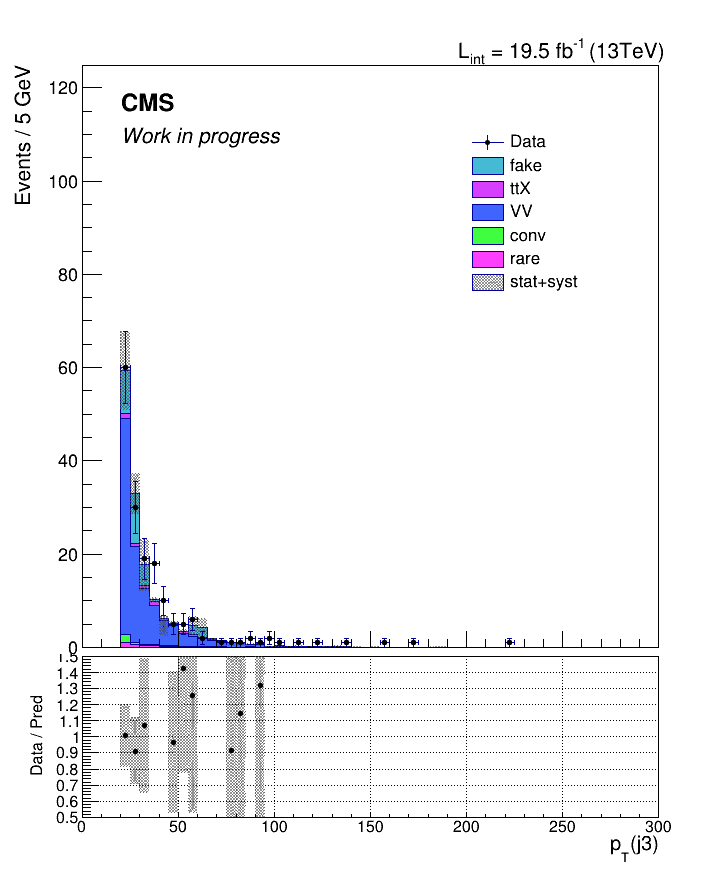 L_int = 19.5 fb^-1 (13TeV)
Events / 5 GeV
120
100
80
60
40
20
0
CMS
Work in progress
Data
fake
ttX
VV
conv
rare
stat+syst
Data / Pred
1.5
1.4
1.3
1.2
1.1
1
0.9
0.8
0.7
0.6
0.5
0 50 100 150 200 250 300
p_T(j3)